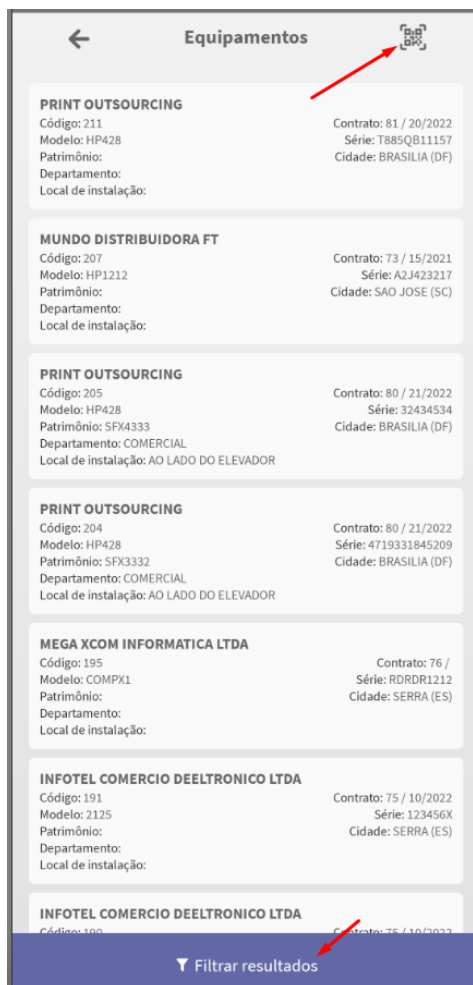 Equipamentos
PRINT OUTSOURCING
Código: 211 Contrato: 81 / 20/2022
Modelo: HP428 Série: T885QB11157
Patrimônio: Cidade: BRASILIA (DF)
Departamento:
Local de instalação:
MUNDO DISTRIBUIDORA FT
Código: 207 Contrato: 73 / 15/2021
Modelo: HP1212 Série: A2J423217
Patrimônio: Cidade: SAO JOSE (SC)
Departamento:
Local de instalação:
PRINT OUTSOURCING
Código: 205 Contrato: 80 / 21/2022
Modelo: HP428 Série: 32434534
Patrimônio: SFX4333 Cidade: BRASILIA (DF)
Departamento: COMERCIAL
Local de instalação: AO LADO DO ELEVADOR
PRINT OUTSOURCING
Código: 204 Contrato: 80 / 21/2022
Modelo: HP428 Série: 4719331845209
Patrimônio: SFX3332 Cidade: BRASILIA (DF)
Departamento: COMERCIAL
Local de instalação: AO LADO DO ELEVADOR
MEGA XCOM INFORMATICA LTDA
Código: 195 Contrato: 76 /
Modelo: COMPX1 Série: RDRDR1212
Patrimônio: Cidade: SERRA (ES)
Departamento:
Local de instalação:
INFOTEL COMERCIO DEELTRONICO LTDA
Código: 191 Contrato: 75 / 10/2022
Modelo: 2125 Série: 123456X
Patrimônio: Cidade: SERRA (ES)
Departamento:
Local de instalação:
INFOTEL COMERCIO DEELTRONICO LTDA
Código: 190 Contrato: 75 / 10/2022
Filtrar resultados